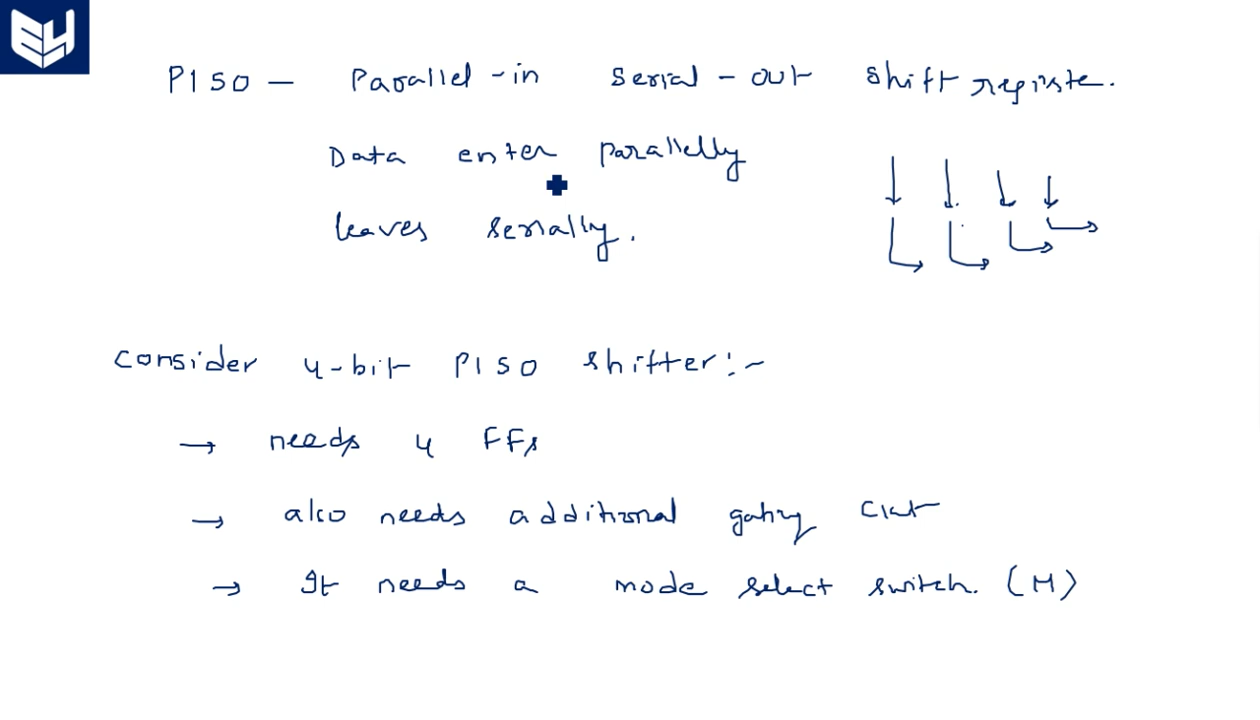 PISO — Parallel-in Serial-out shift registe.
Data enter parallelly
leaves serially.
Consider 4-bit PISO shifter:-
→ needs 4 FFs
→ also needs additional gating ckt
→ It needs a mode select switch. (M)